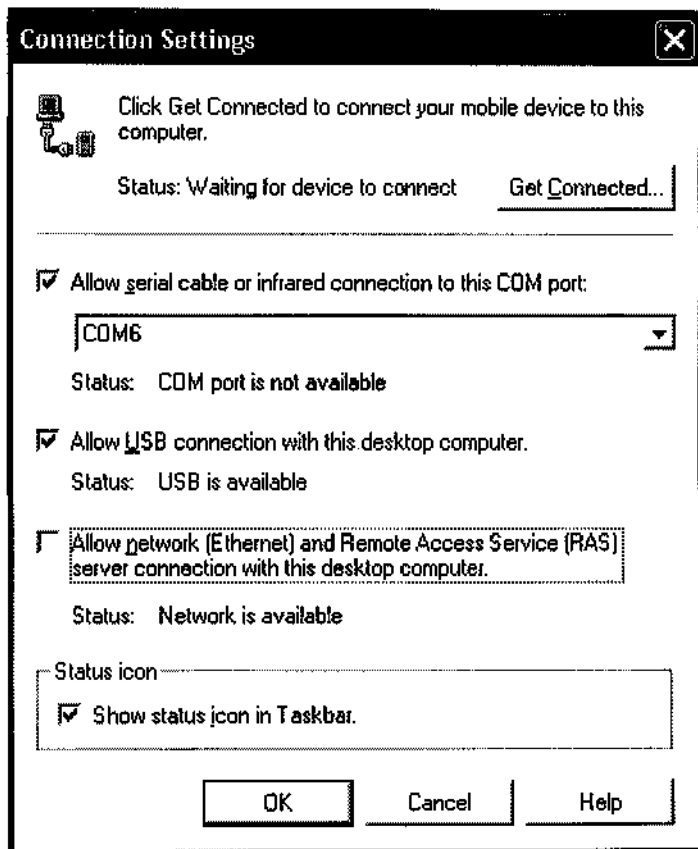 Connection Settings
Click Get Connected to connect your mobile device to this
computer.
Status: Waiting for device to connect
Get Connected...
Allow serial cable or infrared connection to this COM port:
COM6
Status: COM port is not available
Allow USB connection with this desktop computer.
Status: USB is available
Allow network (Ethernet) and Remote Access Service (RAS)
server connection with this desktop computer.
Status: Network is available
Status icon
Show status icon in Taskbar.
OK
Cancel
Help